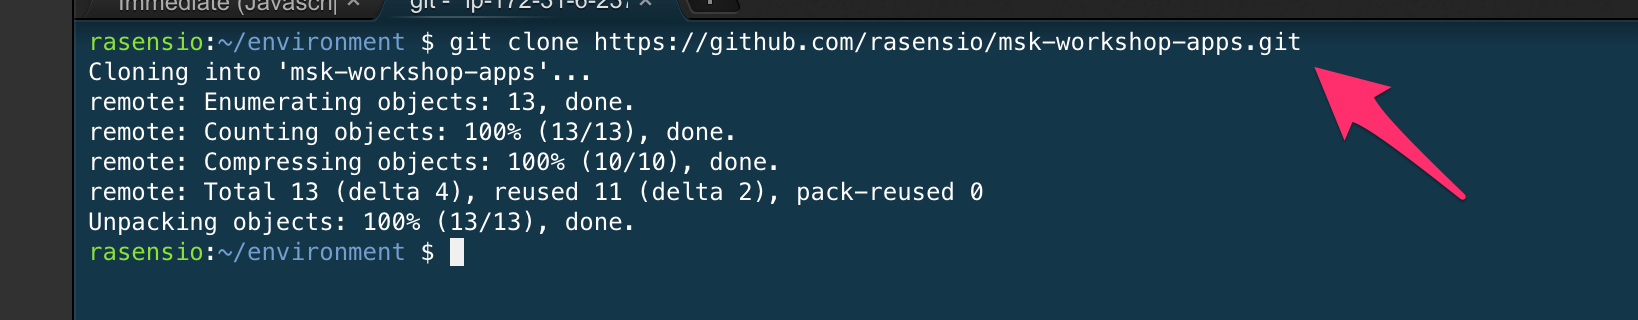 Immediate (Javascri
git - "ip-172-31-6-23
rasensio:~/environment $ git clone https://github.com/rasensio/msk-workshop-apps.git
Cloning into 'msk-workshop-apps'...
remote: Enumerating objects: 13, done.
remote: Counting objects: 100% (13/13), done.
remote: Compressing objects: 100% (10/10), done.
remote: Total 13 (delta 4), reused 11 (delta 2), pack-reused 0
Unpacking objects: 100% (13/13), done.
rasensio:~/environment $